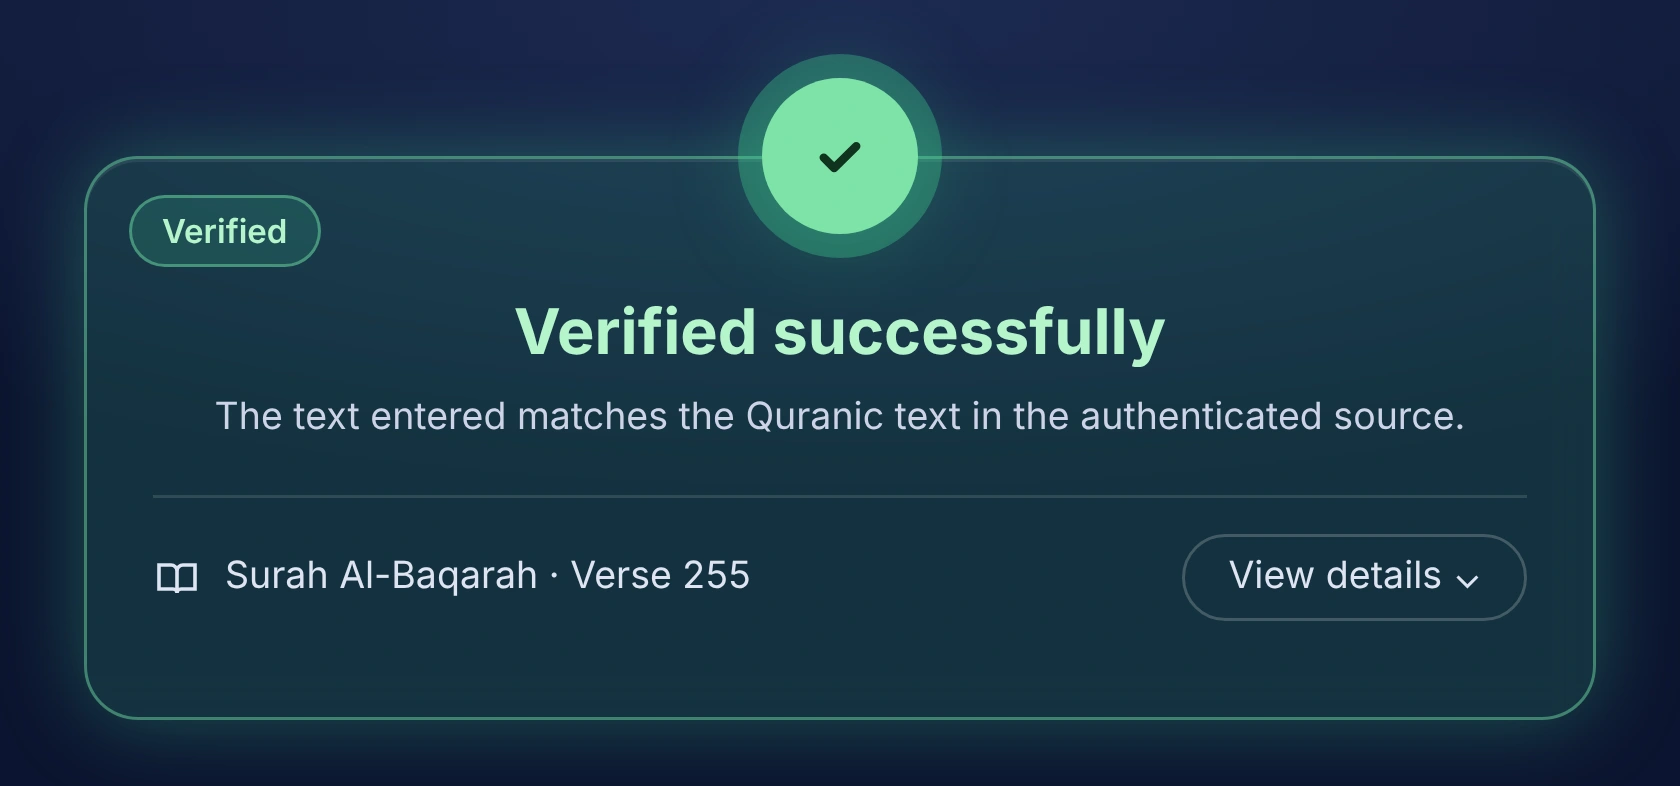 Verified
Verified successfully
The text entered matches the Quranic text in the authenticated source.
Surah Al-Baqarah · Verse 255
View details